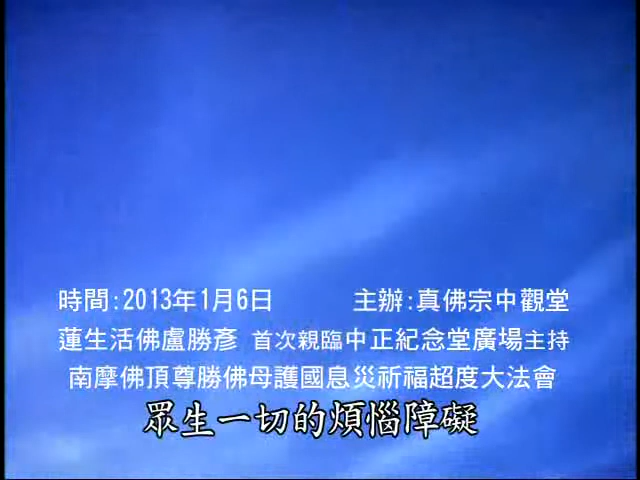 時間:2013年1月6日 主辦:真佛宗中觀堂
蓮生活佛盧勝彥 首次親臨中正紀念堂廣場主持
南摩佛頂尊勝佛母護國息災祈福超度大法會
眾生一切的煩惱障礙